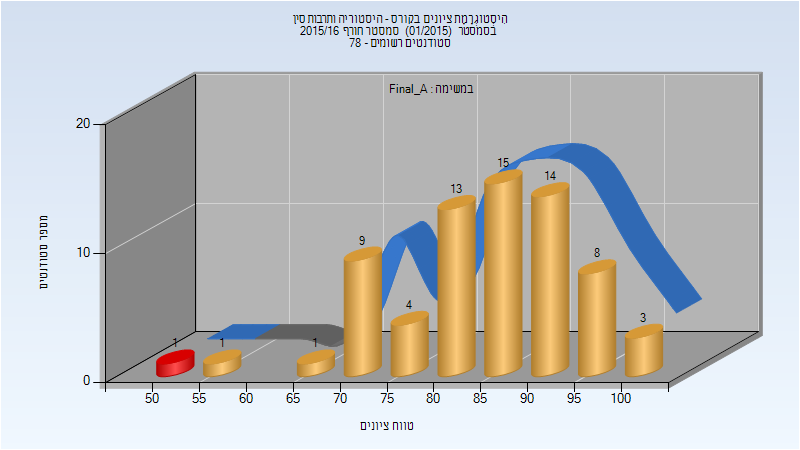 היסטוגרמת ציונים בקורס - היסטוריה ותרבות סין
בסמסטר (01/2015) סמסטר חורף 2015/16
סטודנטים רשומים - 78
במשימה : Final_A
20
10
0
מספר סטודנטים
1
1
1
9
4
13
15
14
8
3
50 55 60 65 70 75 80 85 90 95 100
טווח ציונים